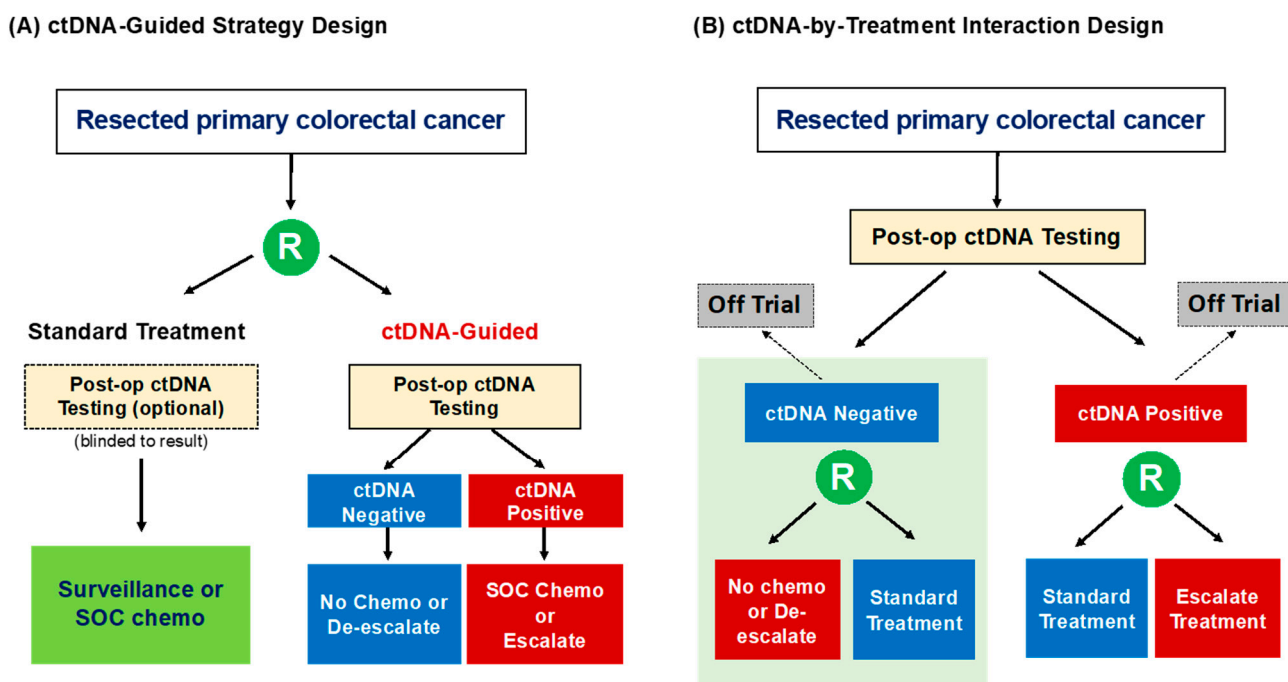 (A) ctDNA-Guided Strategy Design
Resected primary colorectal cancer
R
Standard Treatment
ctDNA-Guided
Post-op ctDNA
Testing (optional)
(blinded to result)
Post-op ctDNA
Testing
ctDNA
Negative
ctDNA
Positive
Surveillance or
SOC chemo
No Chemo or
De-escalate
SOC Chemo
or
Escalate
(B) ctDNA-by-Treatment Interaction Design
Resected primary colorectal cancer
Post-op ctDNA Testing
Off Trial
Off Trial
ctDNA Negative
ctDNA Positive
R
R
No chemo
or De-
escalate
Standard
Treatment
Standard
Treatment
Escalate
Treatment